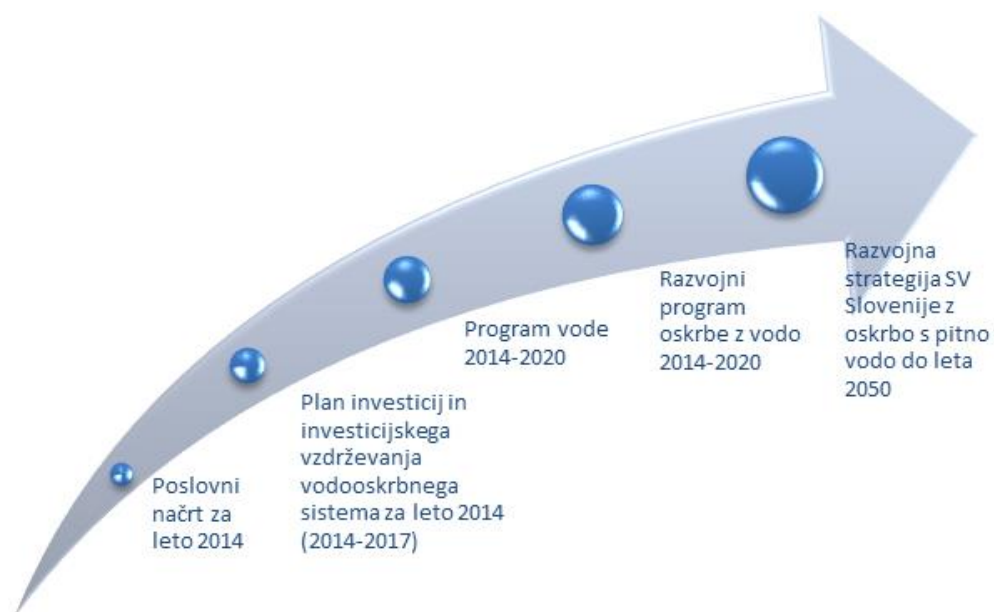 Poslovni
načrt za
leto 2014
Plan investicij in
investicijskega
vzdrževanja
vodooskrbnega
sistema za leto 2014
(2014-2017)
Program vode
2014-2020
Razvojni
program
oskrbe z vodo
2014-2020
Razvojna
strategija SV
Slovenije z
oskrbo s pitno
vodo do leta
2050